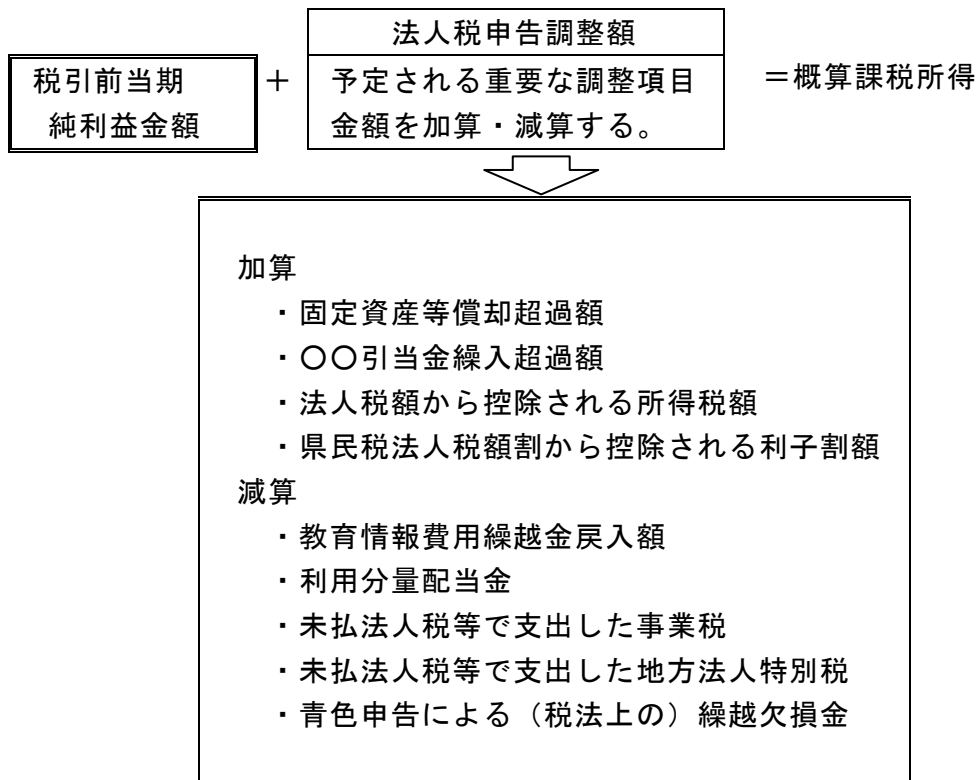 法人税申告調整額
税引前当期
純利益金額
＋
予定される重要な調整項目
金額を加算・減算する。
＝概算課税所得
加算
・固定資産等償却超過額
・〇〇引当金繰入超過額
・法人税額から控除される所得税額
・県民税法人税額割から控除される利子割額
減算
・教育情報費用繰越金戻入額
・利用分量配当金
・未払法人税等で支出した事業税
・未払法人税等で支出した地方法人特別税
・青色申告による（税法上の）繰越欠損金